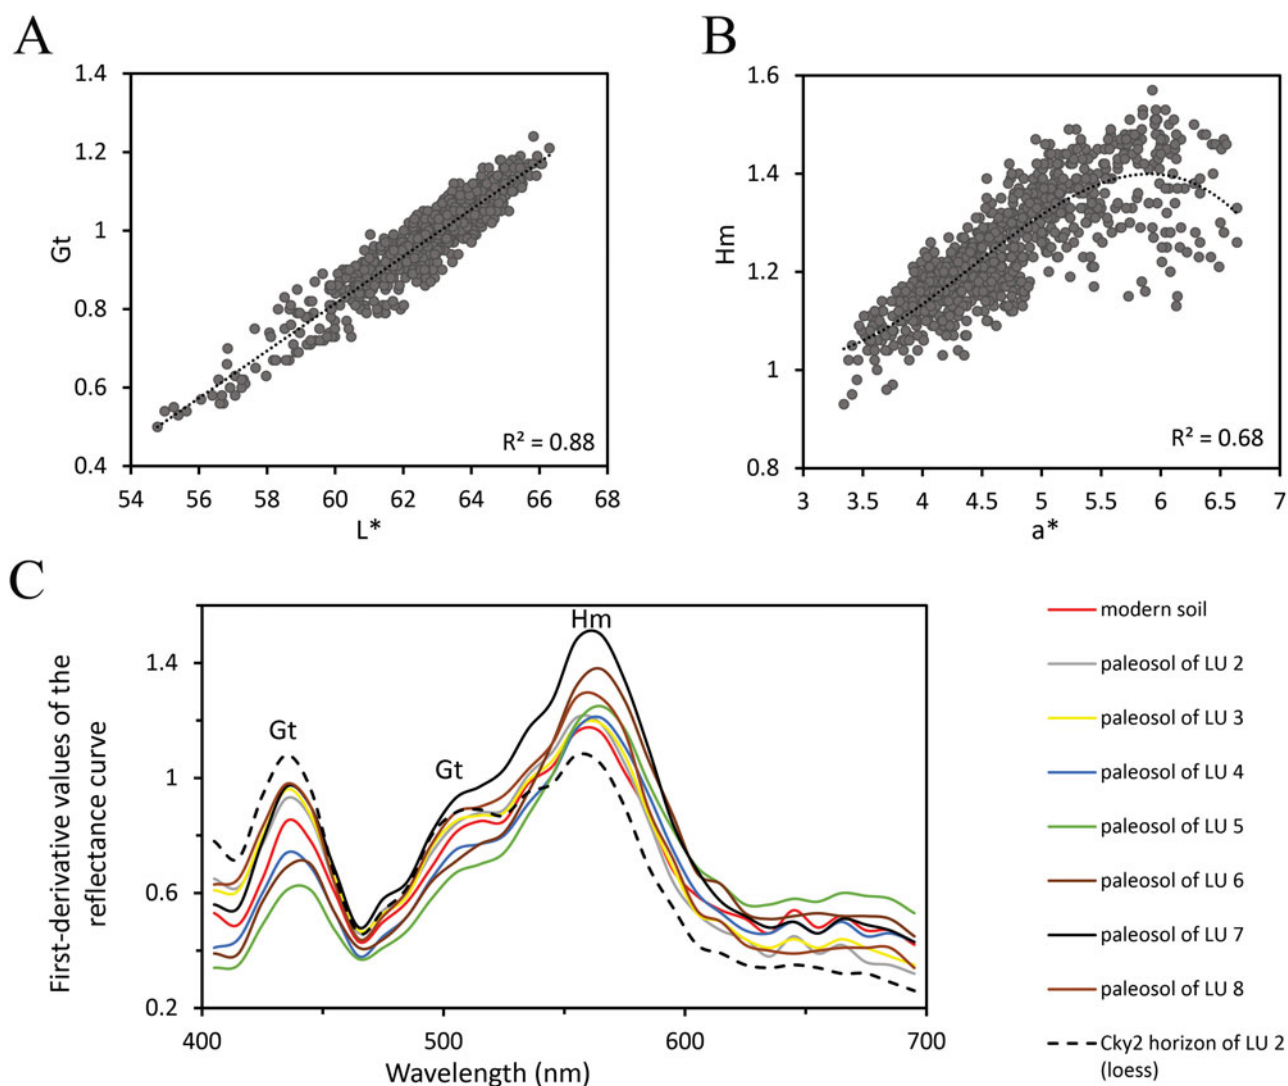 A
Gt
1.4
1.2
1
0.8
0.6
0.4
54 56 58 60 62 64 66 68
L*
R² = 0.88
B
Hm
1.6
1.4
1.2
1
0.8
3 3.5 4 4.5 5 5.5 6 6.5 7
a*
R² = 0.68
C
First-derivative values of the
reflectance curve
1.4
1
0.6
0.2
Gt
Gt
Hm
400 500 600 700
Wavelength (nm)
modern soil
paleosol of LU 2
paleosol of LU 3
paleosol of LU 4
paleosol of LU 5
paleosol of LU 6
paleosol of LU 7
paleosol of LU 8
Cky2 horizon of LU 2
(loess)